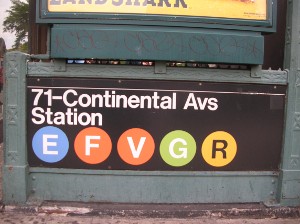 LANDSHARK
71-Continental Avs
Station
E F V G R